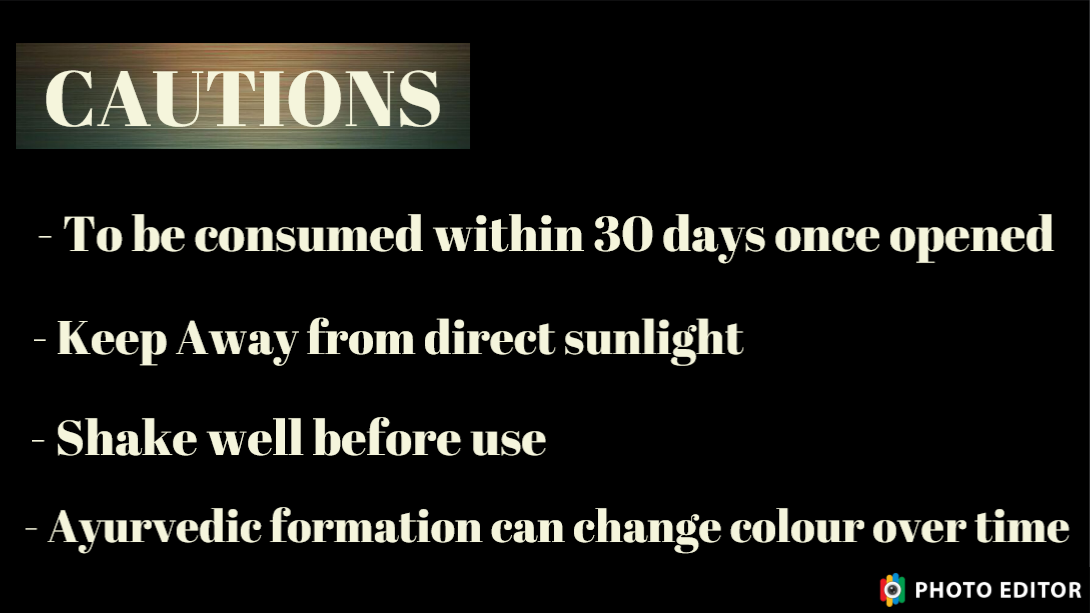 CAUTIONS
- To be consumed within 30 days once opened
- Keep Away from direct sunlight
- Shake well before use
- Ayurvedic formation can change colour over time
PHOTO EDITOR